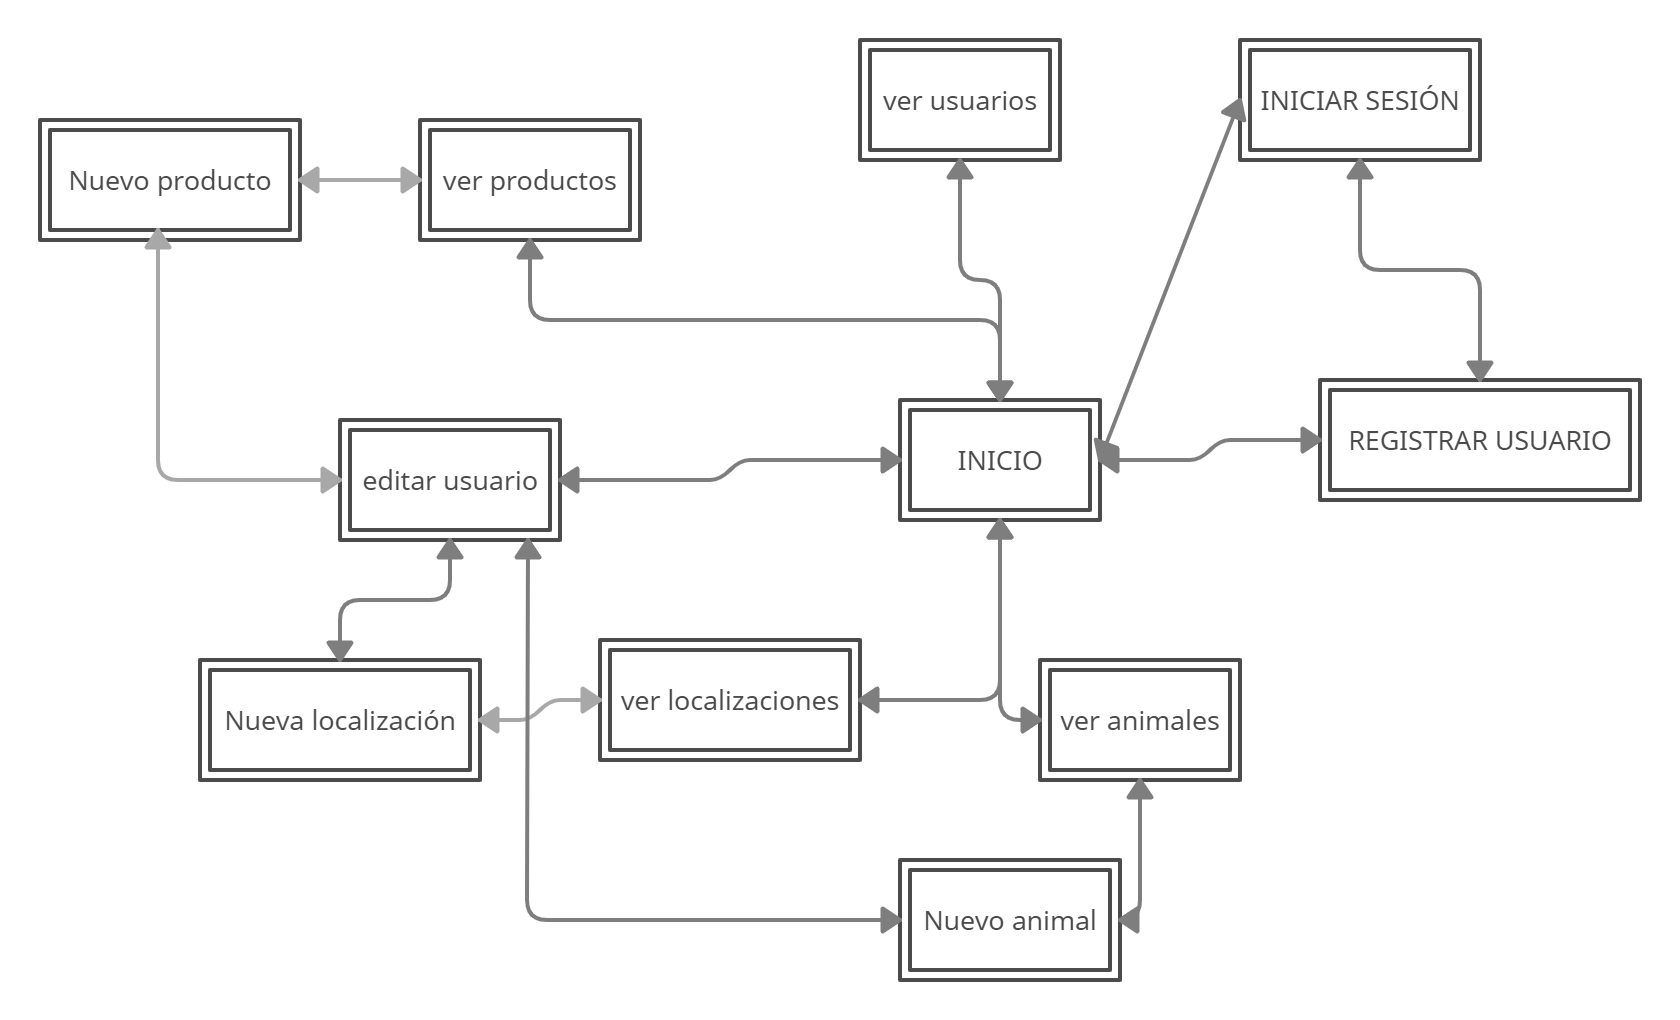 ver usuarios
INICIAR SESIÓN
Nuevo producto
ver productos
INICIO
REGISTRAR USUARIO
editar usuario
Nueva localización
ver localizaciones
ver animales
Nuevo animal